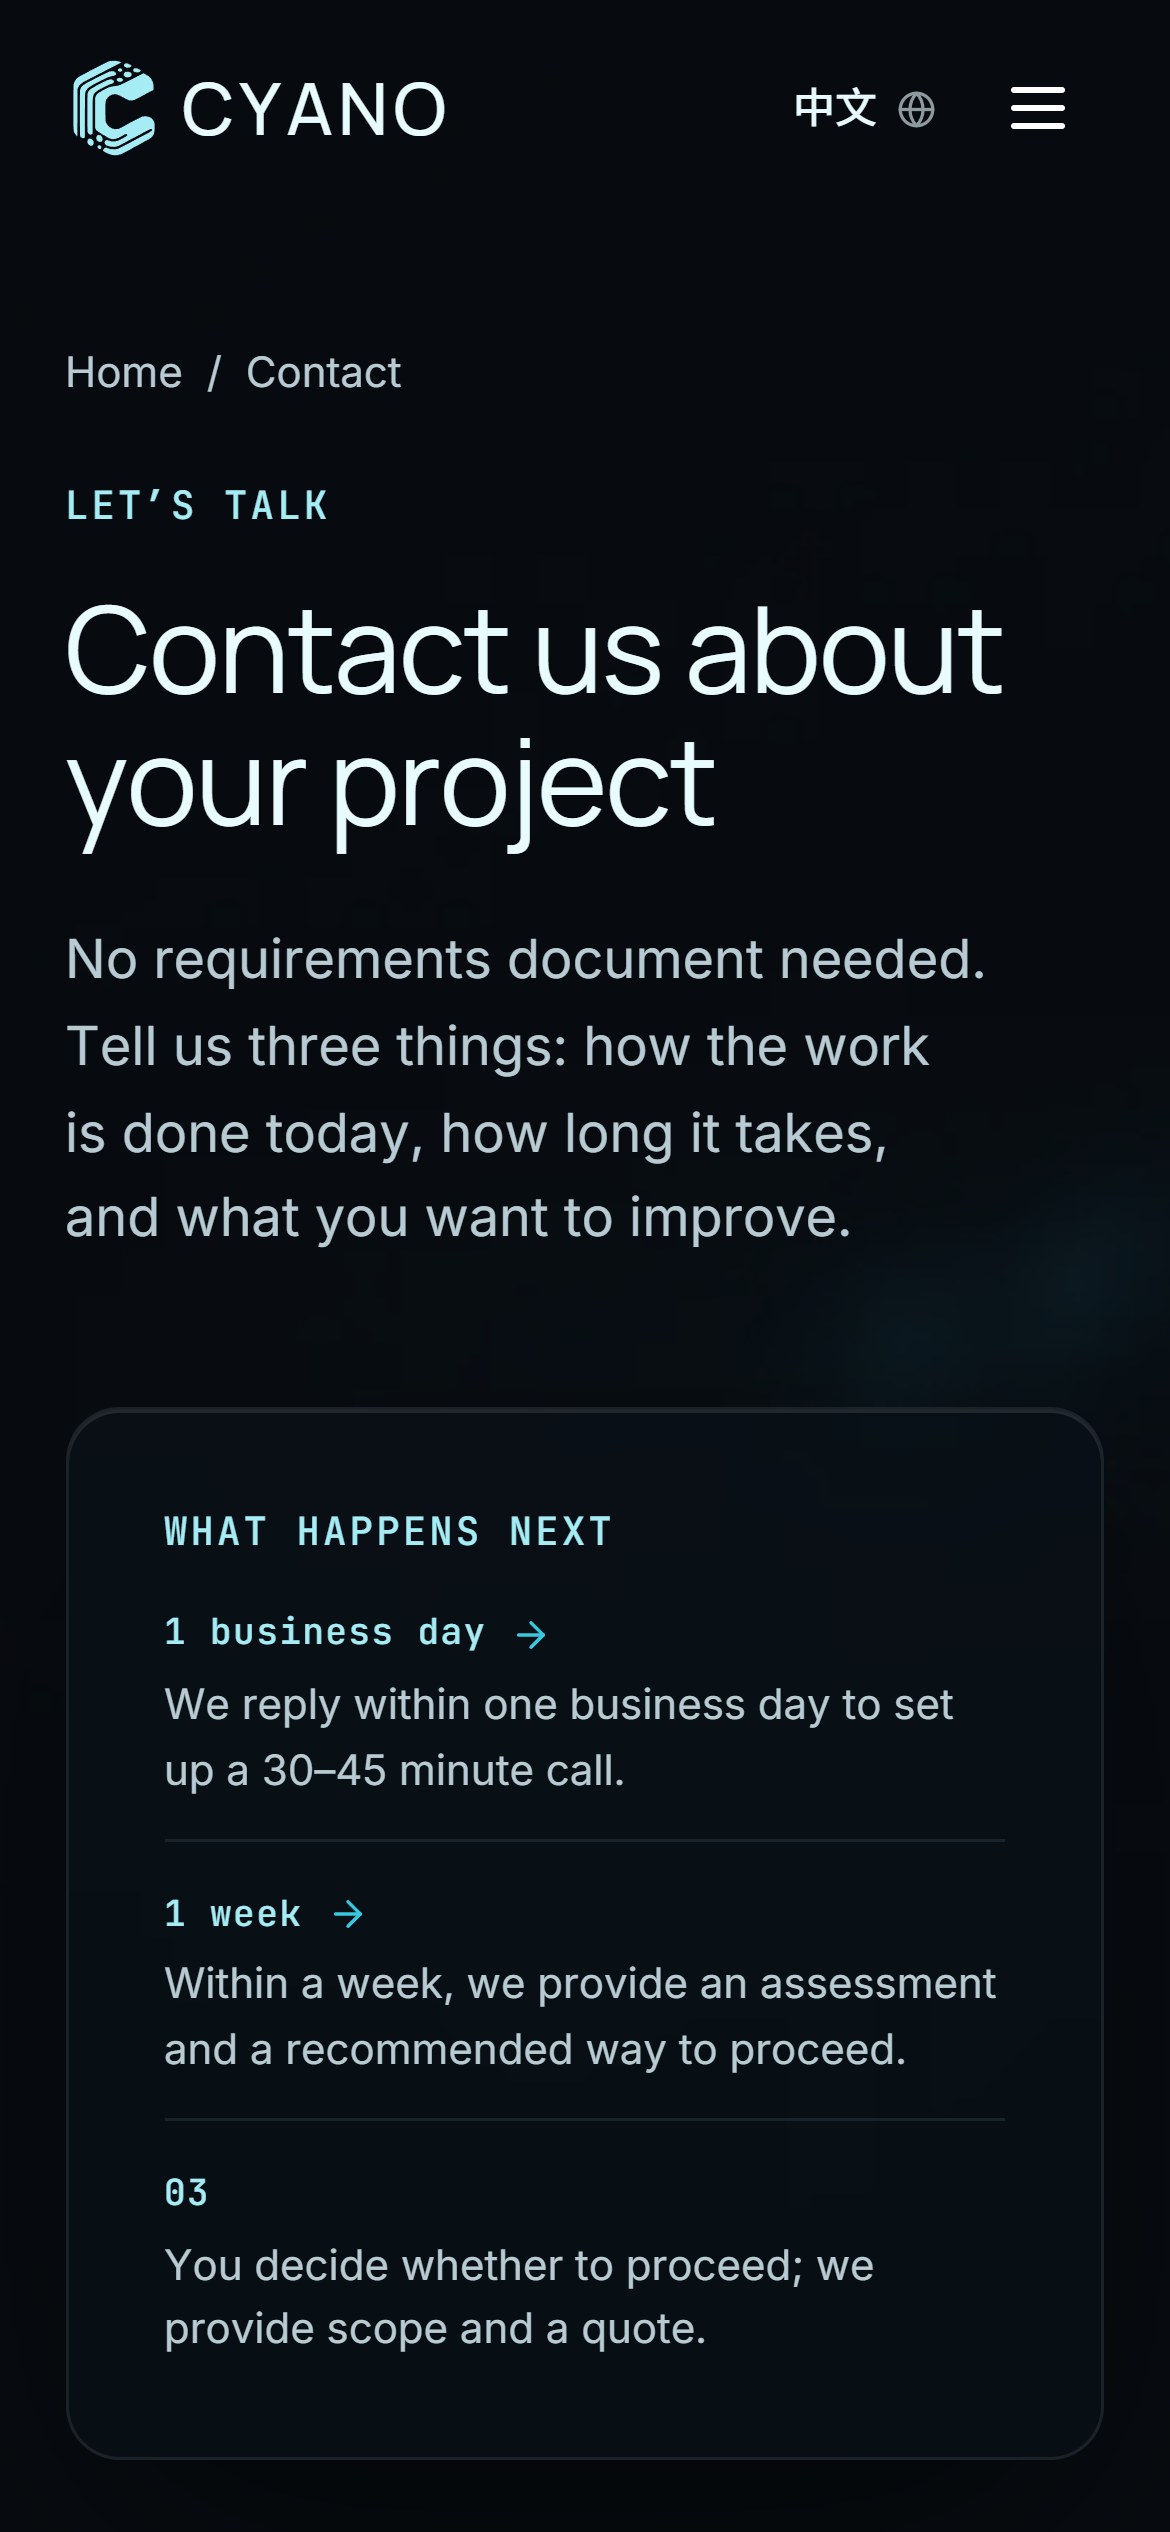 CYANO
中文
Home / Contact
LET’S TALK
Contact us about
your project
No requirements document needed.
Tell us three things: how the work
is done today, how long it takes,
and what you want to improve.
WHAT HAPPENS NEXT
1 business day →
We reply within one business day to set
up a 30–45 minute call.
1 week →
Within a week, we provide an assessment
and a recommended way to proceed.
03
You decide whether to proceed; we
provide scope and a quote.